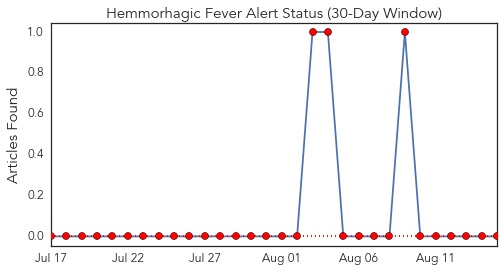 Hemmorhagic Fever Alert Status (30-Day Window)
Articles Found
1.0
0.8
0.6
0.4
0.2
0.0
Jul 17 Jul 22 Jul 27 Aug 01 Aug 06 Aug 11